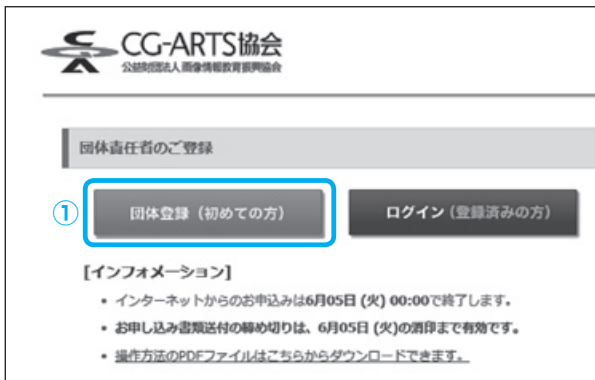 CG-ARTS協会
公益財団法人 画像情報教育振興協会
団体責任者のご登録
①
団体登録（初めての方）
ログイン（登録済みの方）
[インフォメーション]
• インターネットからのお申込みは6月05日 (火) 00:00で終了します。
• お申し込み書類送付の締め切りは、6月05日 (火)の消印まで有効です。
• 操作方法のPDFファイルはこちらからダウンロードできます。